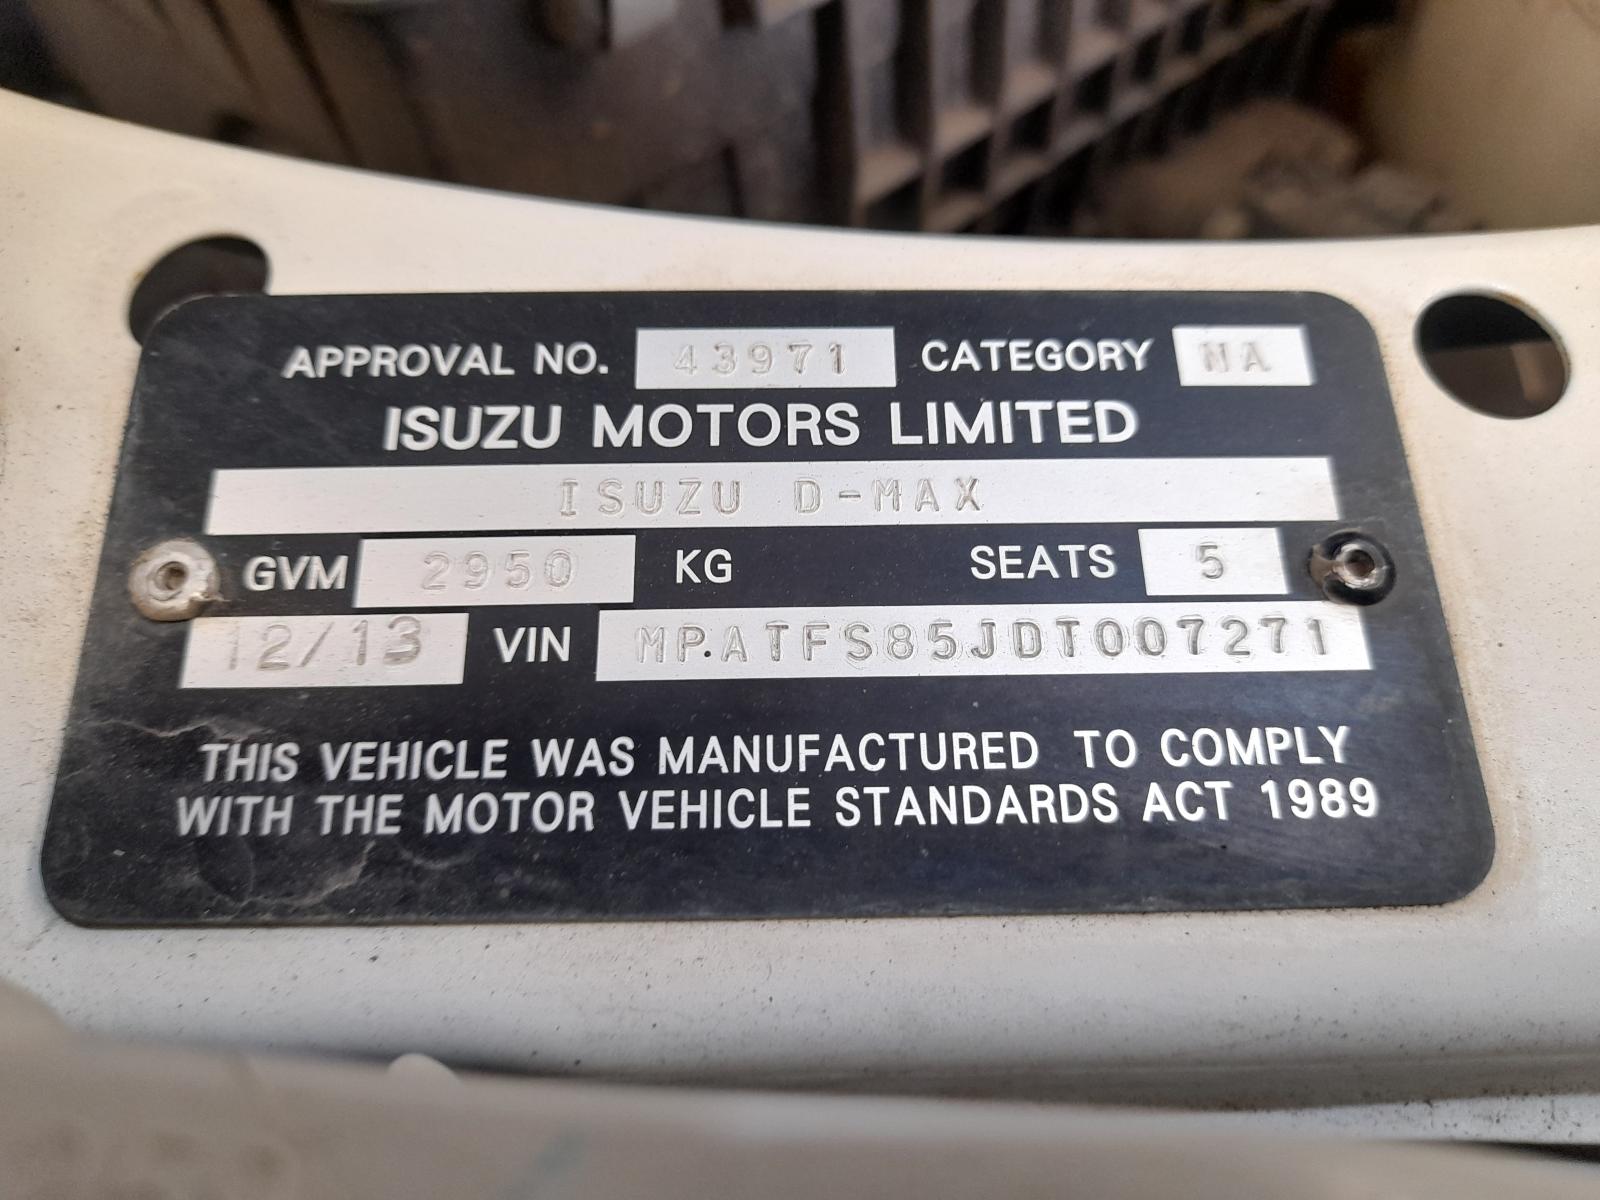 APPROVAL NO. 43971 CATEGORY NA
ISUZU MOTORS LIMITED
ISUZU D-MAX
GVM 2950 KG SEATS 5
12/13 VIN MPATFS85JDT007271
THIS VEHICLE WAS MANUFACTURED TO COMPLY
WITH THE MOTOR VEHICLE STANDARDS ACT 1989